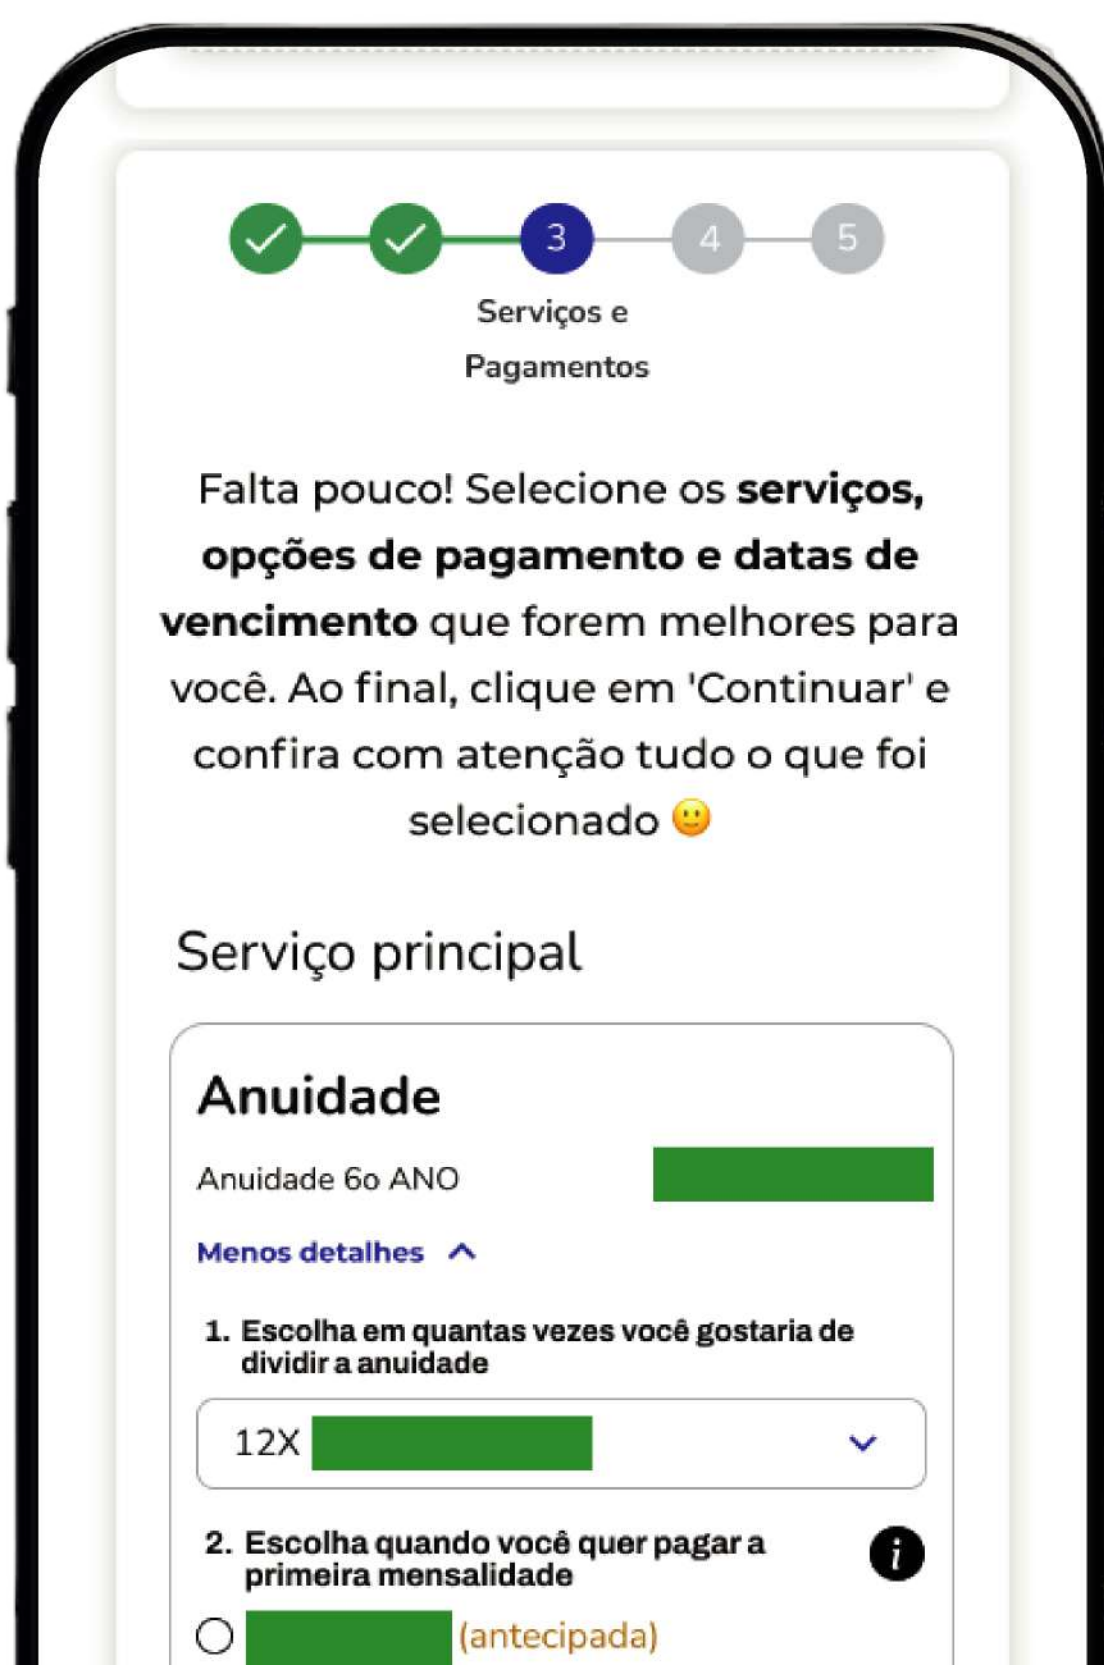 3
4
5
Serviços e
Pagamentos
Falta pouco! Selecione os serviços,
opções de pagamento e datas de
vencimento que forem melhores para
você. Ao final, clique em 'Continuar' e
confira com atenção tudo o que foi
selecionado 🙂
Serviço principal
Anuidade
Anuidade 6o ANO
Menos detalhes
1. Escolha em quantas vezes você gostaria de
dividir a anuidade
12X
2. Escolha quando você quer pagar a
primeira mensalidade
i
(antecipada)